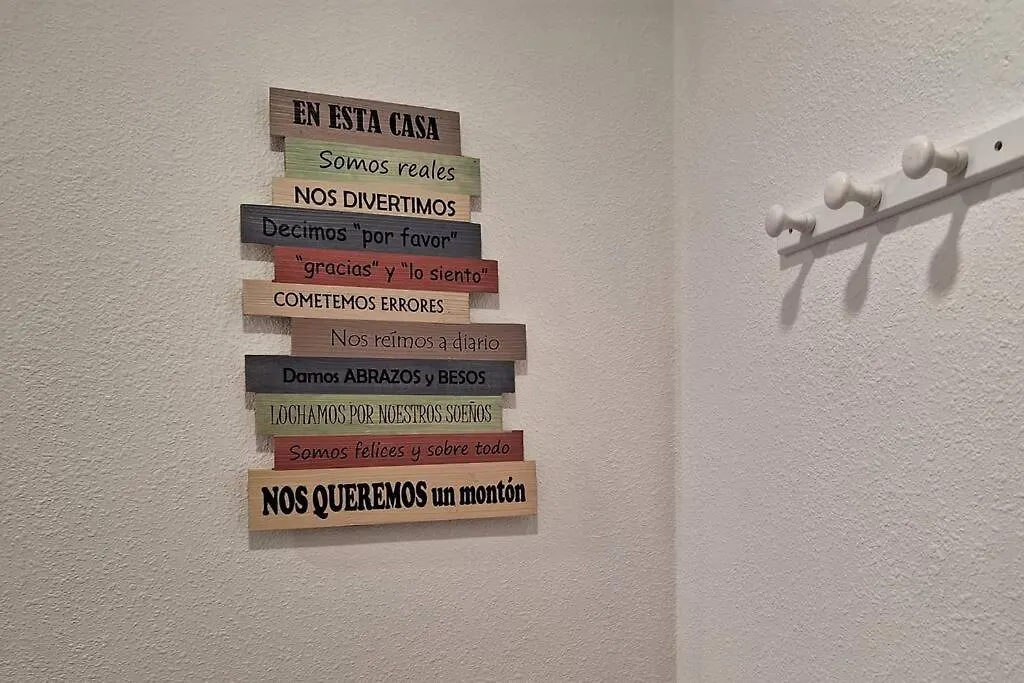 EN ESTA CASA
Somos reales
NOS DIVERTIMOS
Decimos "por favor"
"gracias" y "lo siento"
COMETEMOS ERRORES
Nos reímos a diario
Damos ABRAZOS y BESOS
LUCHAMOS POR NUESTROS SUEÑOS
Somos felices y sobre todo
NOS QUEREMOS un montón